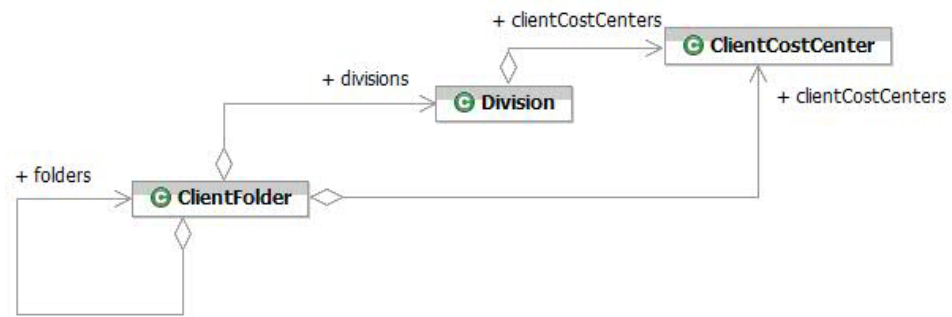 + clientCostCenters
C ClientCostCenter
+ divisions
+ clientCostCenters
C Division
+ folders
C ClientFolder